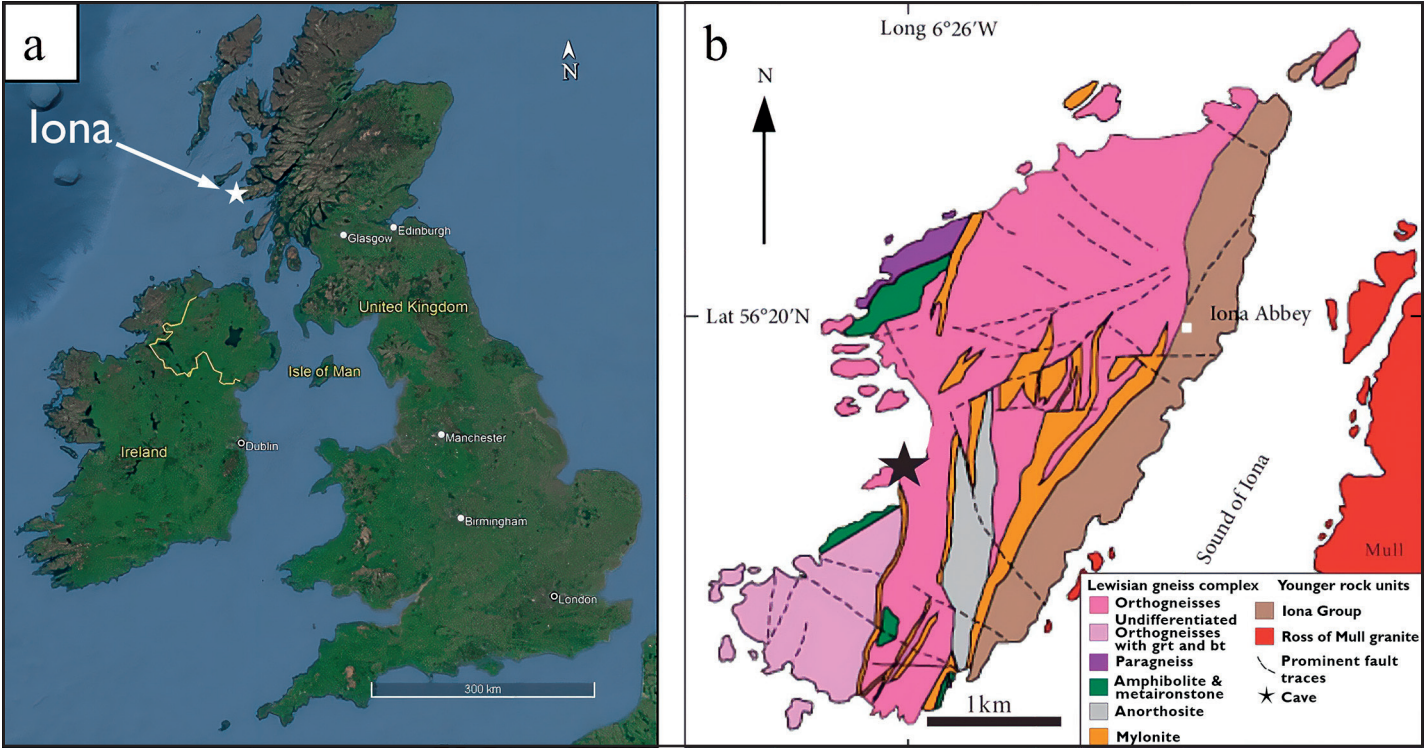 a
N
Iona
Glasgow
Edinburgh
United Kingdom
Isle of Man
Dublin
Manchester
Ireland
Birmingham
London
300 km
b
Long 6°26'W
N
Lat 56°20'N
Iona Abbey
Sound of Iona
Mull
1km
Lewisian gneiss complex
Orthogneisses
Undifferentiated
Orthogneisses
with grt and bt
Paragneiss
Amphibolite &
metaironstone
Anorthosite
Mylonite
Younger rock units
Iona Group
Ross of Mull granite
Prominent fault
traces
Cave